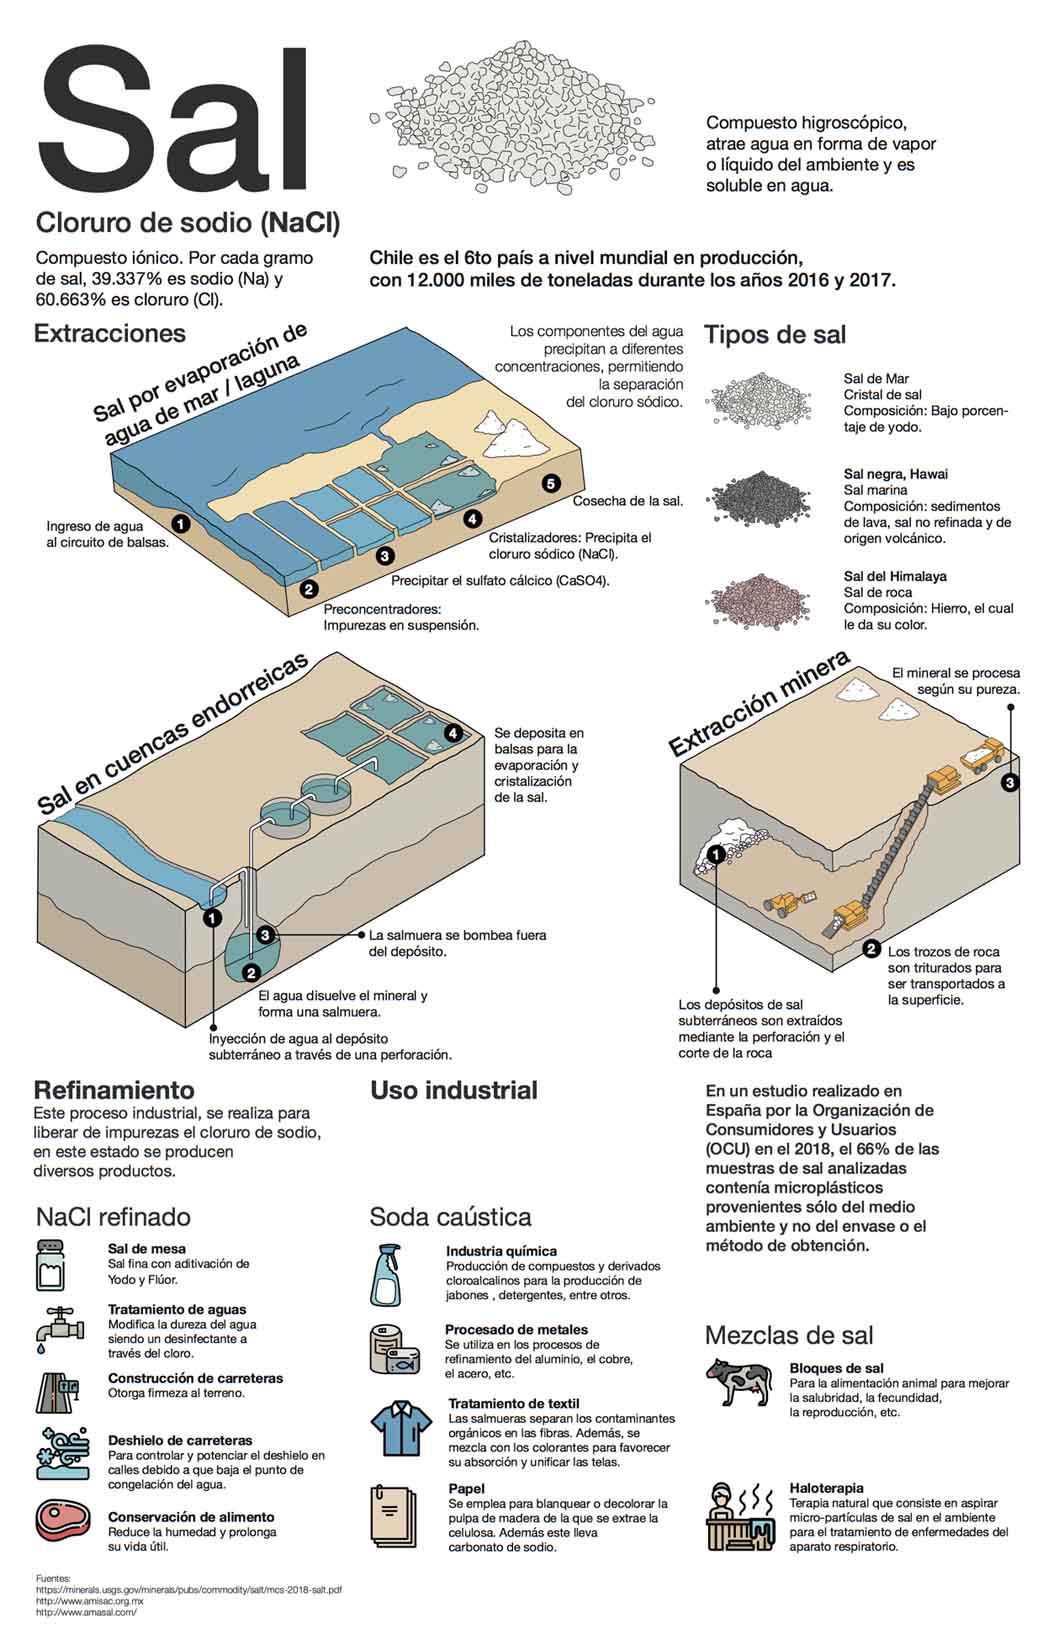 Sal
Cloruro de sodio (NaCl)
Compuesto iónico. Por cada gramo
de sal, 39.337% es sodio (Na) y
60.663% es cloruro (Cl).
Compuesto higroscópico,
atrae agua en forma de vapor
o líquido del ambiente y es
soluble en agua.
Chile es el 6to país a nivel mundial en producción,
con 12.000 miles de toneladas durante los años 2016 y 2017.
Extracciones
Sal por evaporación de
agua de mar / laguna
Los componentes del agua
precipitan a diferentes
concentraciones, permitiendo
la separación
del cloruro sódico.
1
Ingreso de agua
al circuito de balsas.
2
Preconcentradores:
Impurezas en suspensión.
3
Precipitar el sulfato cálcico (CaSO4).
4
Cristalizadores: Precipita el
cloruro sódico (NaCl).
5
Cosecha de la sal.
Tipos de sal
Sal de Mar
Cristal de sal
Composición: Bajo porcen-
taje de yodo.
Sal negra, Hawai
Sal marina
Composición: sedimentos
de lava, sal no refinada y de
origen volcánico.
Sal del Himalaya
Sal de roca
Composición: Hierro, el cual
le da su color.
Sal en cuencas endorreicas
4
Se deposita en
balsas para la
evaporación y
cristalización
de la sal.
3
La salmuera se bombea fuera
del depósito.
2
El agua disuelve el mineral y
forma una salmuera.
1
Inyección de agua al depósito
subterráneo a través de una perforación.
Extracción minera
El mineral se procesa
según su pureza.
3
1
2
Los trozos de roca
son triturados para
ser transportados a
la superficie.
Los depósitos de sal
subterráneos son extraídos
mediante la perforación y el
corte de la roca
Refinamiento
Este proceso industrial, se realiza para
liberar de impurezas el cloruro de sodio,
en este estado se producen
diversos productos.
NaCl refinado
Sal de mesa
Sal fina con aditivación de
Yodo y Flúor.
Tratamiento de aguas
Modifica la dureza del agua
siendo un desinfectante a
través del cloro.
Construcción de carreteras
Otorga firmeza al terreno.
Deshielo de carreteras
Para controlar y potenciar el deshielo en
calles debido a que baja el punto de
congelación del agua.
Conservación de alimento
Reduce la humedad y prolonga
su vida útil.
Uso industrial
Soda caústica
Industria química
Producción de compuestos y derivados
cloroalcalinos para la producción de
jabones , detergentes, entre otros.
Procesado de metales
Se utiliza en los procesos de
refinamiento del aluminio, el cobre,
el acero, etc.
Tratamiento de textil
Las salmueras separan los contaminantes
orgánicos en las fibras. Además, se
mezcla con los colorantes para favorecer
su absorción y unificar las telas.
Papel
Se emplea para blanquear o decolorar la
pulpa de madera de la que se extrae la
celulosa. Además este lleva
carbonato de sodio.
En un estudio realizado en
España por la Organización de
Consumidores y Usuarios
(OCU) en el 2018, el 66% de las
muestras de sal analizadas
contenía microplásticos
provenientes sólo del medio
ambiente y no del envase o el
método de obtención.
Mezclas de sal
Bloques de sal
Para la alimentación animal para mejorar
la salubridad, la fecundidad,
la reproducción, etc.
Haloterapia
Terapia natural que consiste en aspirar
micro-partículas de sal en el ambiente
para el tratamiento de enfermedades del
aparato respiratorio.
Fuentes:
https://minerals.usgs.gov/minerals/pubs/commodity/salt/mcs-2018-salt.pdf
http://www.amisac.org.mx
http://www.amasal.com/